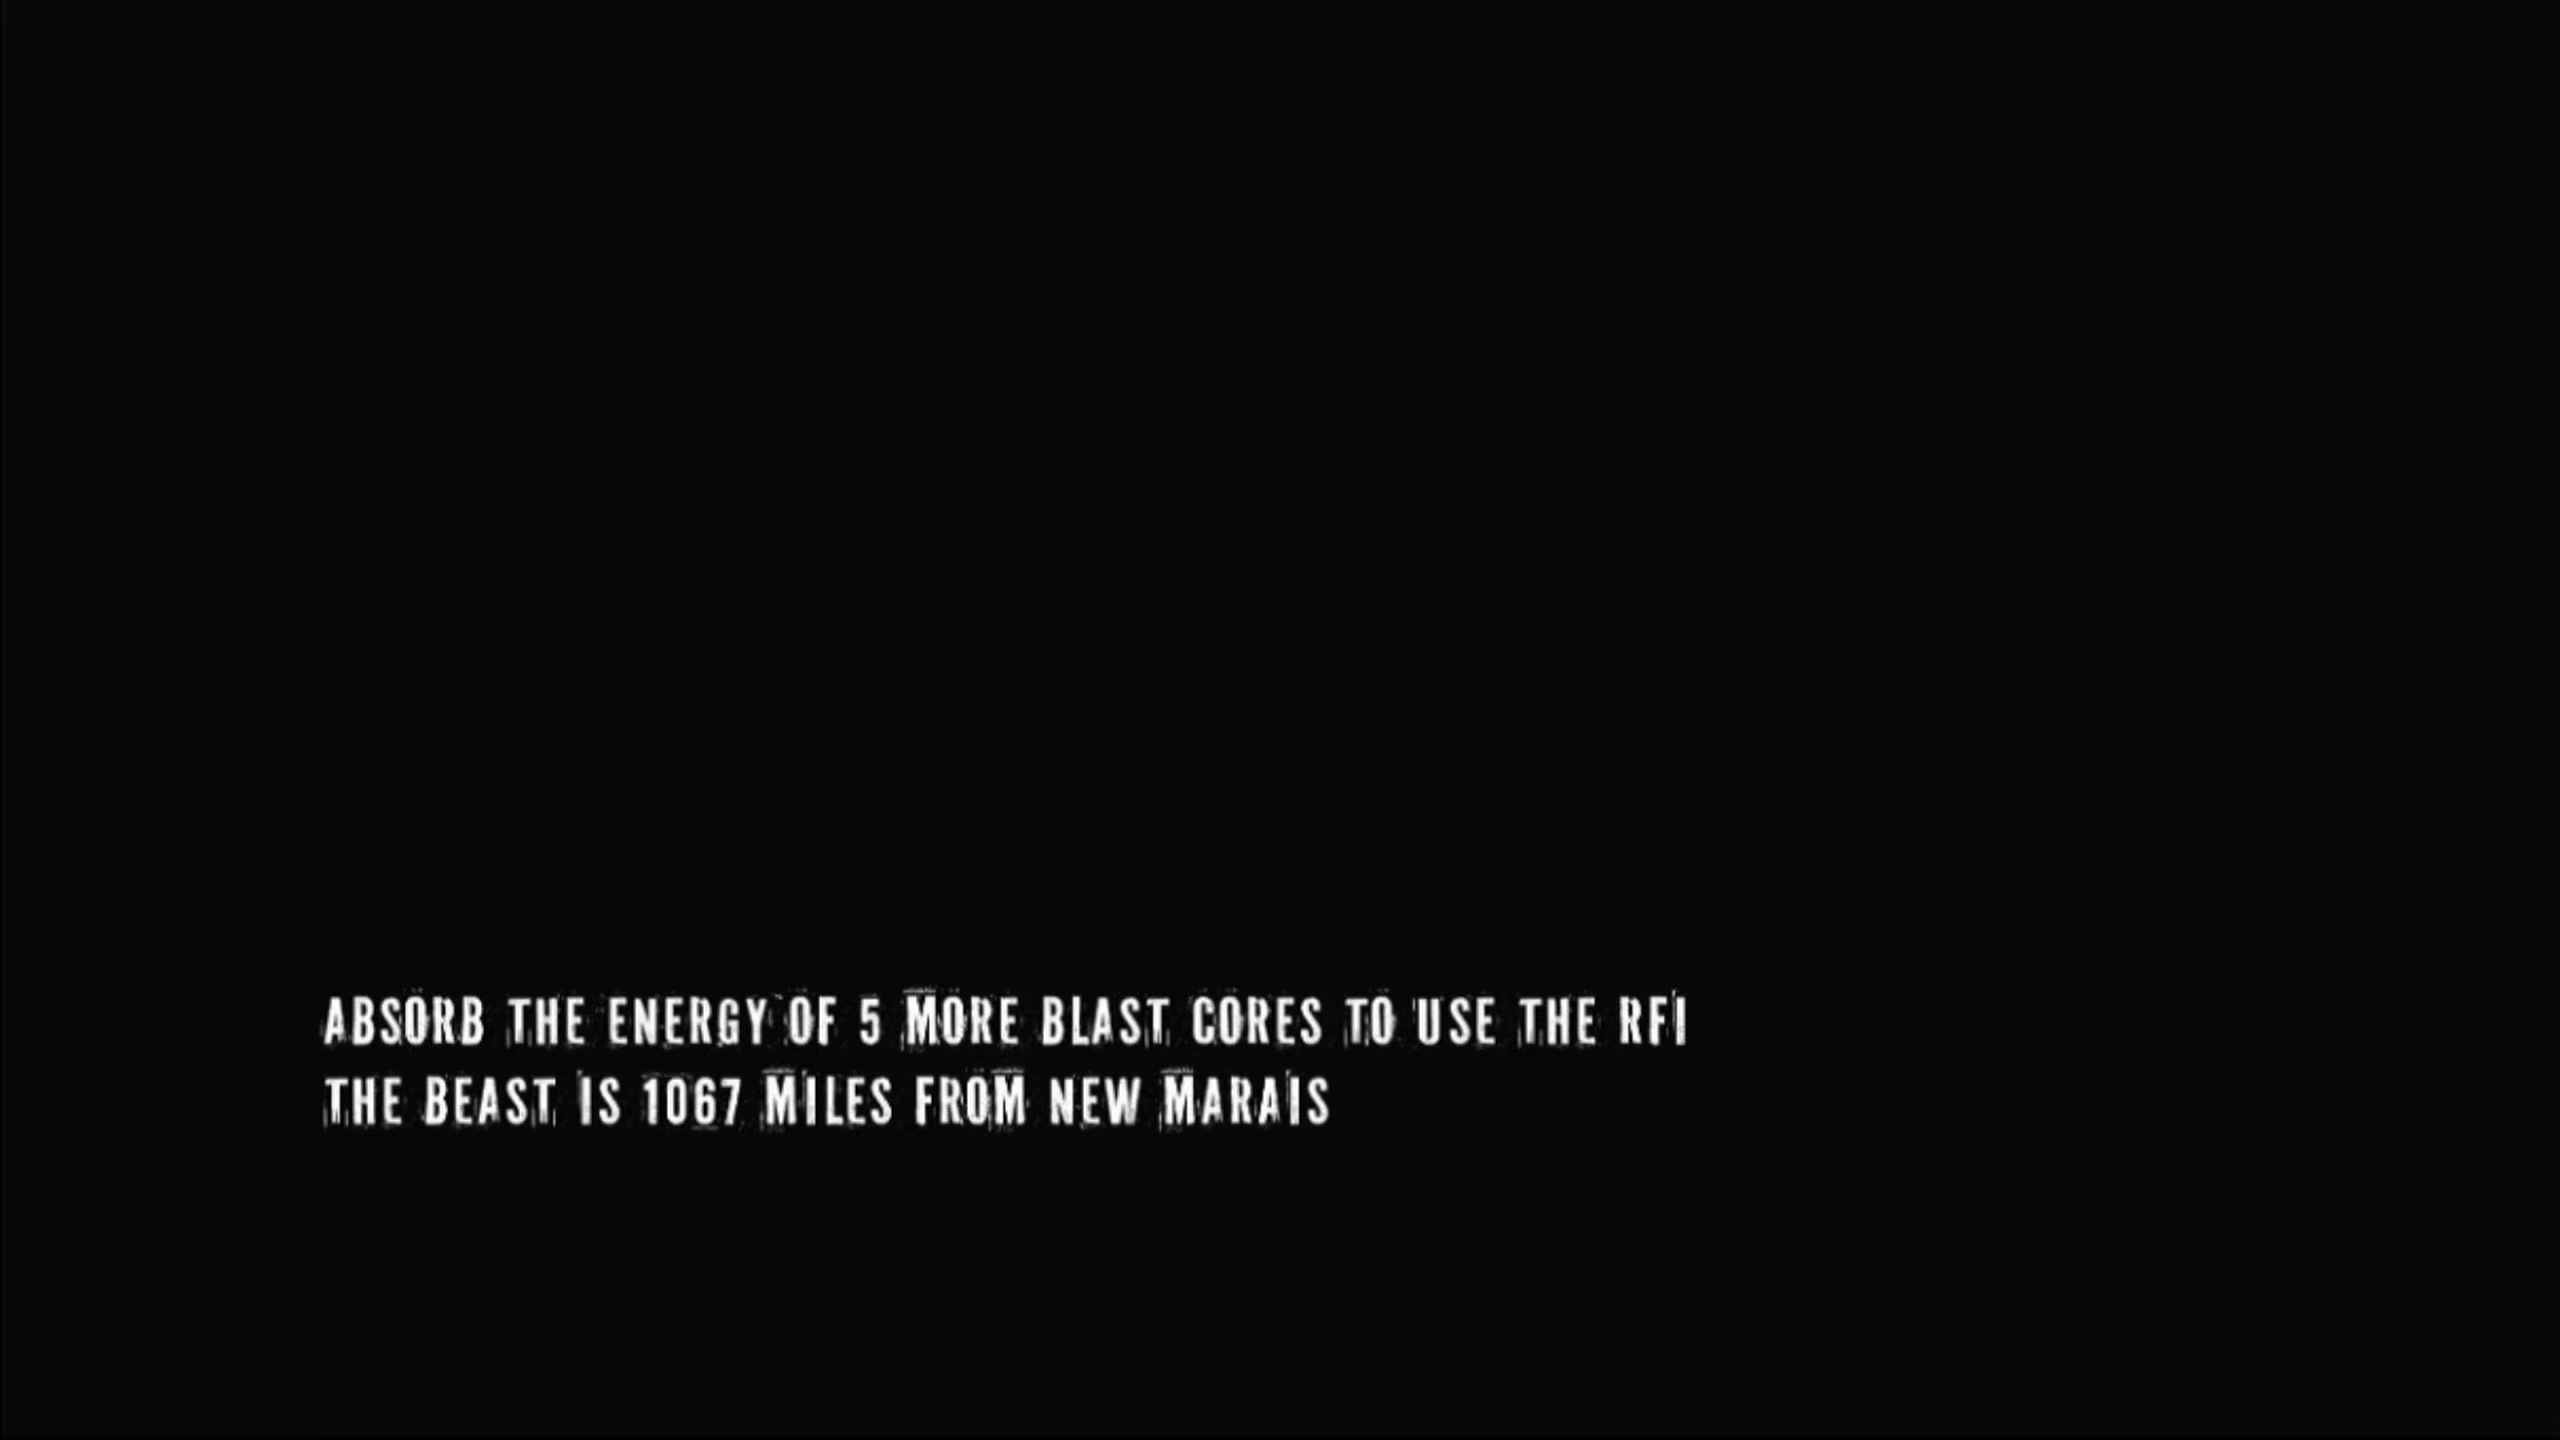 ABSORB THE ENERGY OF 5 MORE BLAST CORES TO USE THE RFI
THE BEAST IS 1067 MILES FROM NEW MARAIS